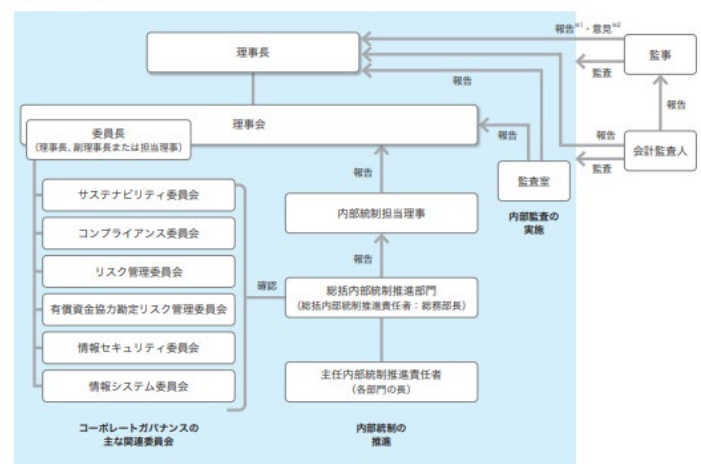 報告※1・意見※2
理事長
監事
監査
報告
報告
理事会
委員長
(理事長、副理事長または担当理事)
報告
報告
会計監査人
監査
報告
監査室
サステナビリティ委員会
内部統制担当理事
内部監査の
実施
コンプライアンス委員会
報告
リスク管理委員会
確認
総括内部統制推進部門
(総括内部統制推進責任者:総務部長)
有償資金協力勘定リスク管理委員会
情報セキュリティ委員会
主任内部統制推進責任者
(各部門の長)
情報システム委員会
コーポレートガバナンスの
主な関連委員会
内部統制の
推進